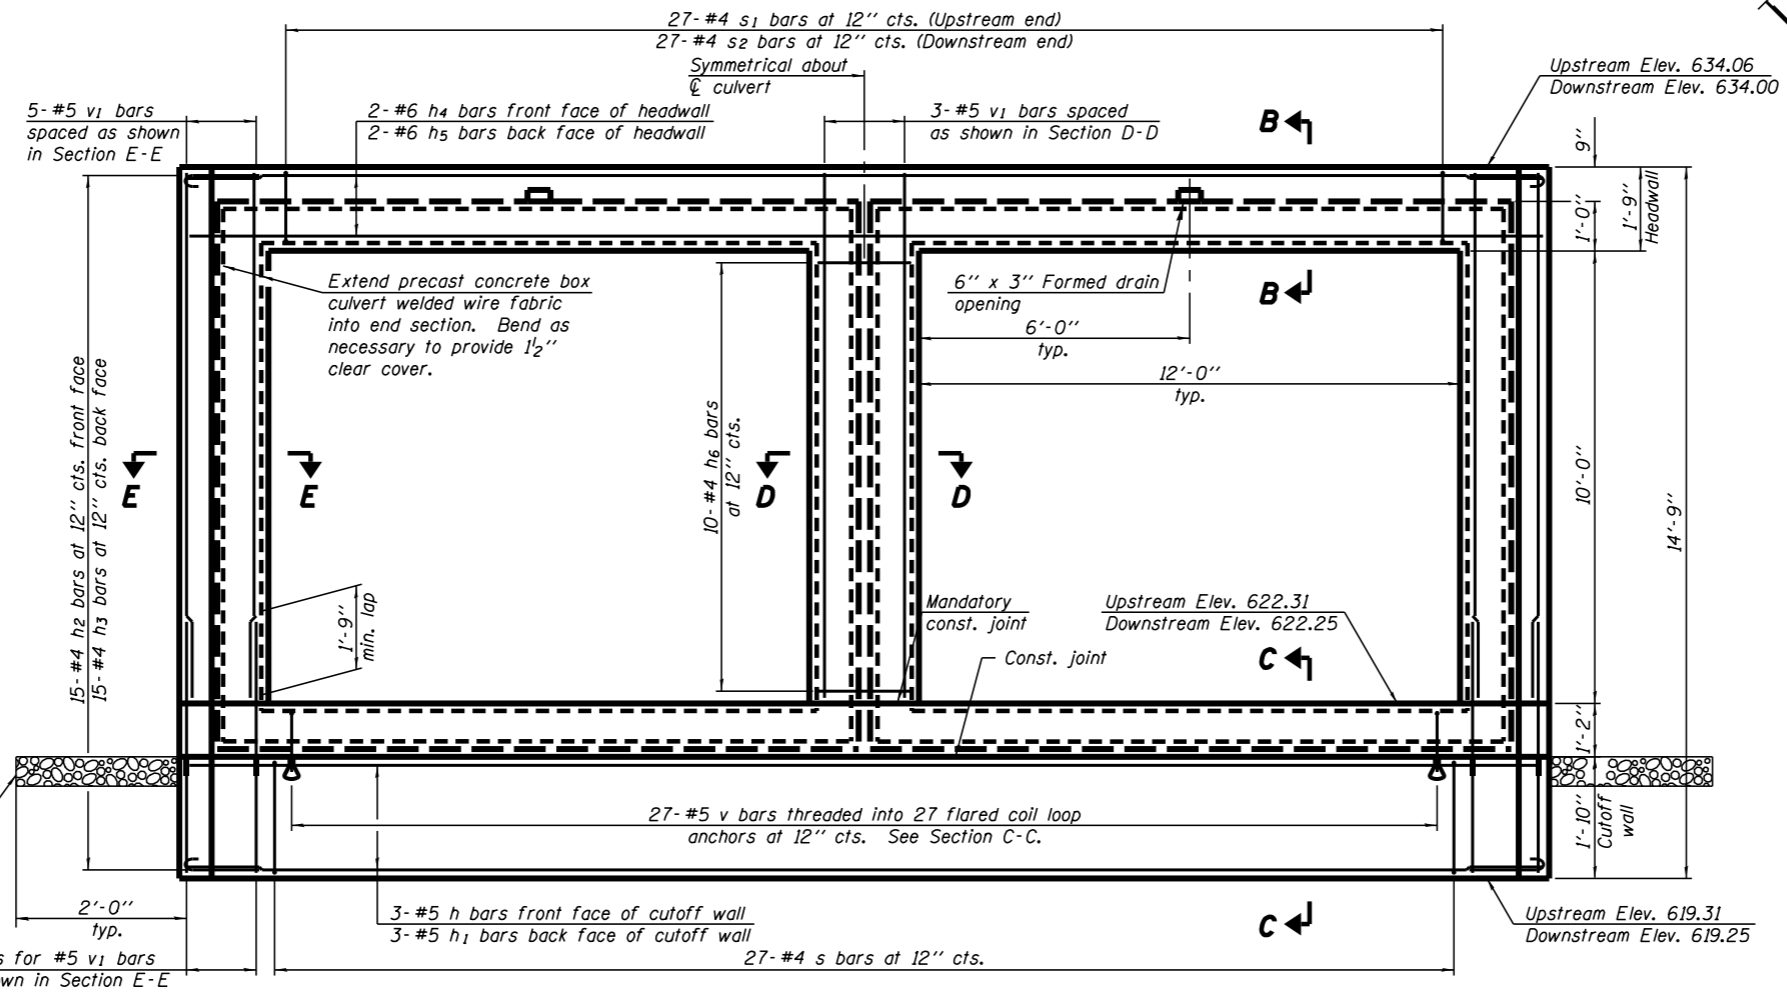 27- #4 s1 bars at 12" cts. (Upstream end)
27- #4 s2 bars at 12" cts. (Downstream end)
Symmetrical about
℄ culvert
Upstream Elev. 634.06
Downstream Elev. 634.00
5- #5 v1 bars
spaced as shown
in Section E-E
2- #6 h4 bars front face of headwall
2- #6 h5 bars back face of headwall
3- #5 v1 bars spaced
as shown in Section D-D
B
9"
1'-0"
1'-9"
Headwall
Extend precast concrete box
culvert welded wire fabric
into end section. Bend as
necessary to provide 1 1/2"
clear cover.
6" x 3" Formed drain
opening
B
6'-0"
typ.
12'-0"
typ.
15- #4 h2 bars at 12" cts. front face
15- #4 h3 bars at 12" cts. back face
10- #4 h6 bars
at 12" cts.
E
E
D
D
10'-0"
14'-9"
1'-9"
min. lap
Mandatory
const. joint
Upstream Elev. 622.31
Downstream Elev. 622.25
Const. joint
C
1'-2"
27- #5 v bars threaded into 27 flared coil loop
anchors at 12" cts. See Section C-C.
1'-10"
Cutoff
wall
2'-0"
typ.
3- #5 h bars front face of cutoff wall
3- #5 h1 bars back face of cutoff wall
C
Upstream Elev. 619.31
Downstream Elev. 619.25
s for #5 v1 bars
wn in Section E-E
27- #4 s bars at 12" cts.